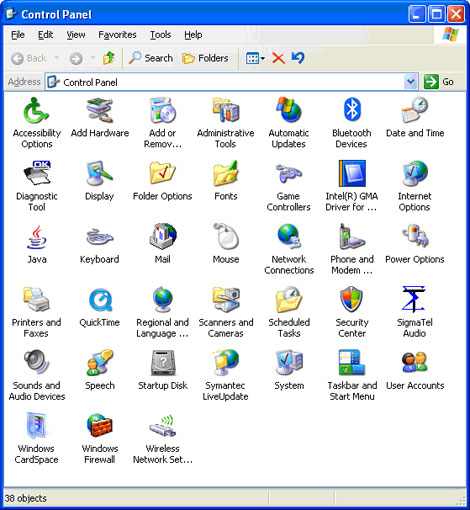 Control Panel
File Edit View Favorites Tools Help
Back Search Folders
Address Control Panel Go
Accessibility Options
Add Hardware
Add or Remov...
Administrative Tools
Automatic Updates
Bluetooth Devices
Date and Time
Diagnostic Tool
Display
Folder Options
Fonts
Game Controllers
Intel(R) GMA Driver for ...
Internet Options
Java
Keyboard
Mail
Mouse
Network Connections
Phone and Modem ...
Power Options
Printers and Faxes
QuickTime
Regional and Language ...
Scanners and Cameras
Scheduled Tasks
Security Center
SigmaTel Audio
Sounds and Audio Devices
Speech
Startup Disk
Symantec LiveUpdate
System
Taskbar and Start Menu
User Accounts
Windows CardSpace
Windows Firewall
Wireless Network Set...
38 objects